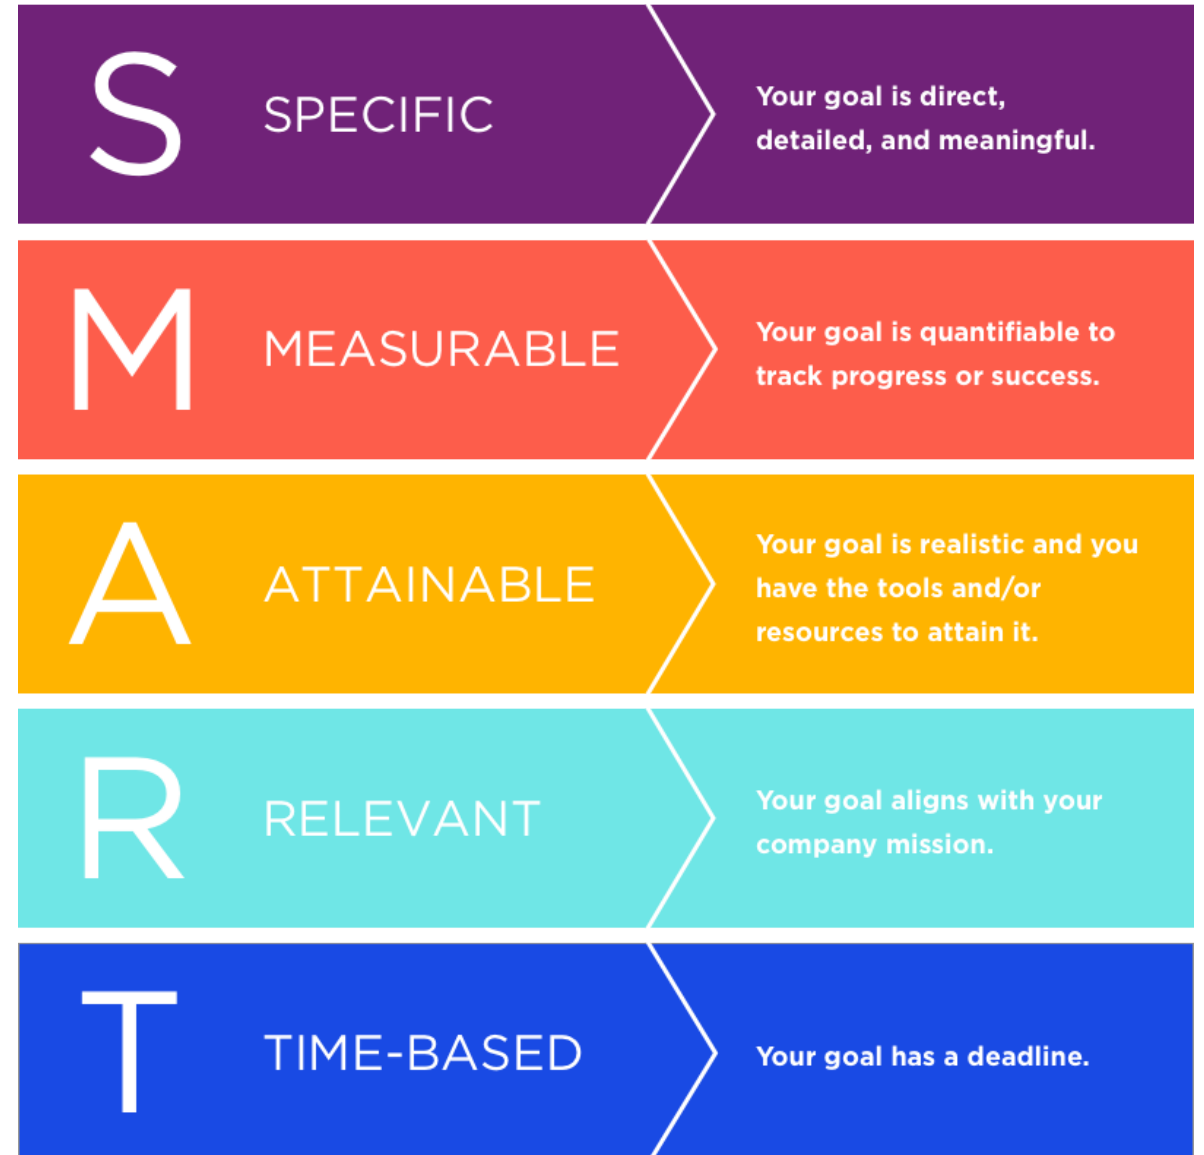 S SPECIFIC
Your goal is direct,
detailed, and meaningful.
M MEASURABLE
Your goal is quantifiable to
track progress or success.
A ATTAINABLE
Your goal is realistic and you
have the tools and/or
resources to attain it.
R RELEVANT
Your goal aligns with your
company mission.
T TIME-BASED
Your goal has a deadline.